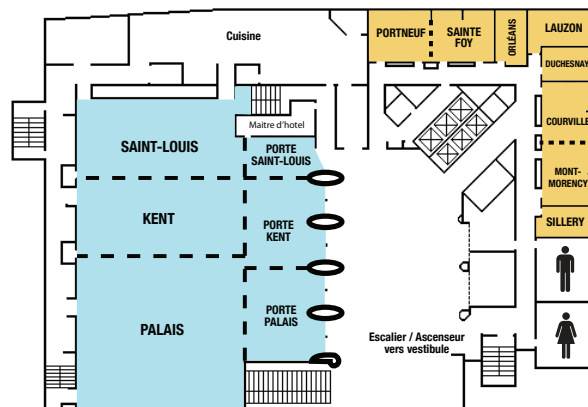 Cuisine
PORTNEUF
SAINTE
FOY
ORLÉANS
LAUZON
DUCHESNAY
COURVILLE
MONT-
MORENCY
SILLERY
Maitre d'hotel
SAINT-LOUIS
PORTE
SAINT-LOUIS
KENT
PORTE
KENT
PALAIS
PORTE
PALAIS
Escalier / Ascenseur
vers vestibule